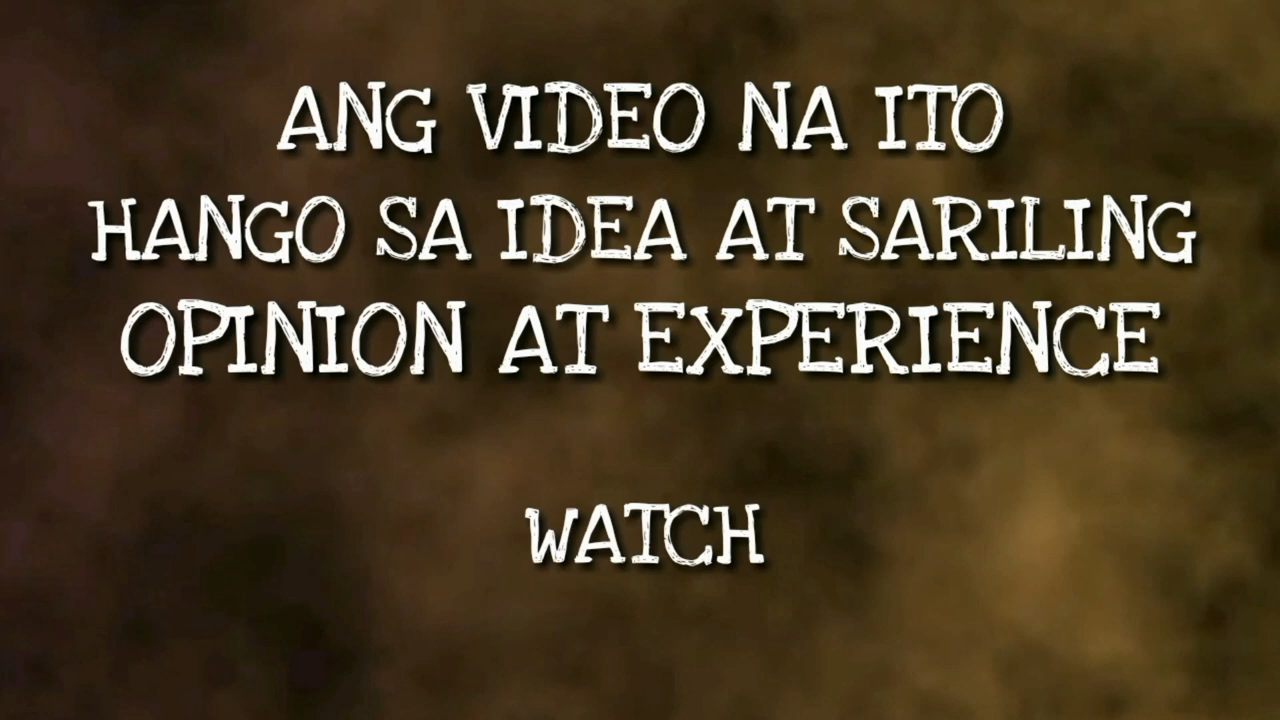 ANG VIDEO NA ITO
HANGO SA IDEA AT SARILING
OPINION AT EXPERIENCE
WATCH